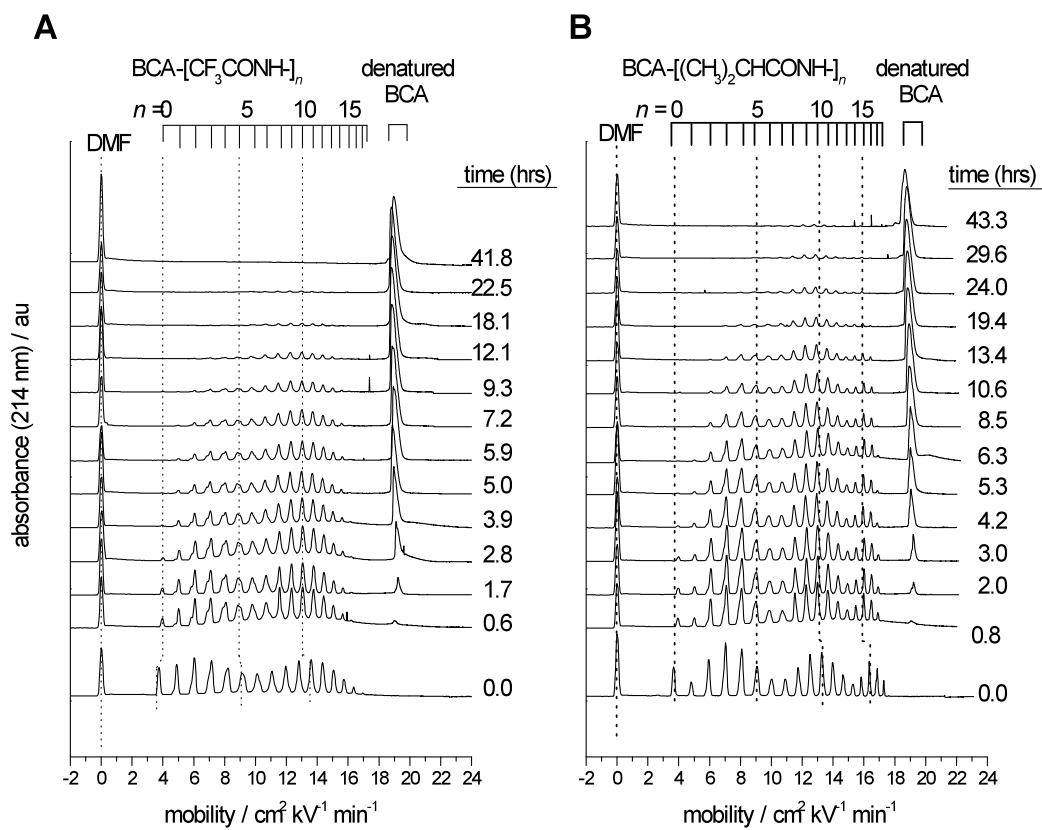 A
BCA-[CF3CONH-]n
denatured
BCA
n =0 5 10 15
DMF
time (hrs)
41.8
22.5
18.1
12.1
9.3
7.2
5.9
5.0
3.9
2.8
1.7
0.6
0.0
absorbance (214 nm) / au
-2 0 2 4 6 8 10 12 14 16 18 20 22 24
mobility / cm2 kV-1 min-1
B
BCA-[(CH3)2CHCONH-]n
denatured
BCA
n = 0 5 10 15
DMF
time (hrs)
43.3
29.6
24.0
19.4
13.4
10.6
8.5
6.3
5.3
4.2
3.0
2.0
0.8
0.0
-2 0 2 4 6 8 10 12 14 16 18 20 22 24
mobility / cm2 kV-1 min-1